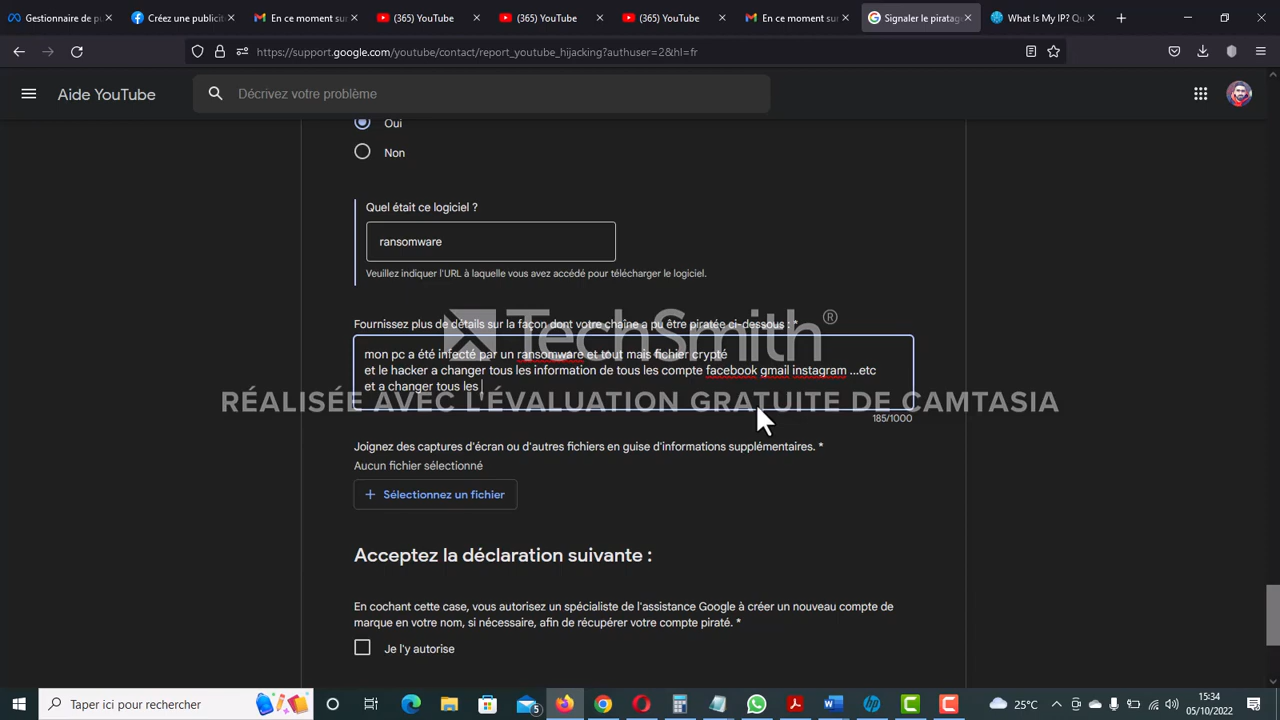 Gestionnaire de pu
Créez une publicit
En ce moment sur
(365) YouTube
(365) YouTube
(365) YouTube
En ce moment sur
Signaler le piratag
What Is My IP? Qu
https://support.google.com/youtube/contact/report_youtube_hijacking?authuser=2&hl=fr
Aide YouTube
Décrivez votre problème
Oui
Non
Quel était ce logiciel ?
ransomware
Veuillez indiquer l'URL à laquelle vous avez accédé pour télécharger le logiciel.
Fournissez plus de détails sur la façon dont votre chaîne a pu être piratée ci-dessous : *
TechSmith®
mon pc a été infecté par un ransomware et tout mais fichier crypté
et le hacker a changer tous les information de tous les compte facebook gmail instagram ...etc
et a changer tous les
RÉALISÉE AVEC L'ÉVALUATION GRATUITE DE CAMTASIA
185/1000
Joignez des captures d'écran ou d'autres fichiers en guise d'informations supplémentaires. *
Aucun fichier sélectionné
+ Sélectionnez un fichier
Acceptez la déclaration suivante :
En cochant cette case, vous autorisez un spécialiste de l'assistance Google à créer un nouveau compte de
marque en votre nom, si nécessaire, afin de récupérer votre compte piraté. *
Je l'y autorise
Taper ici pour rechercher
5
25°C
15:34
05/10/2022